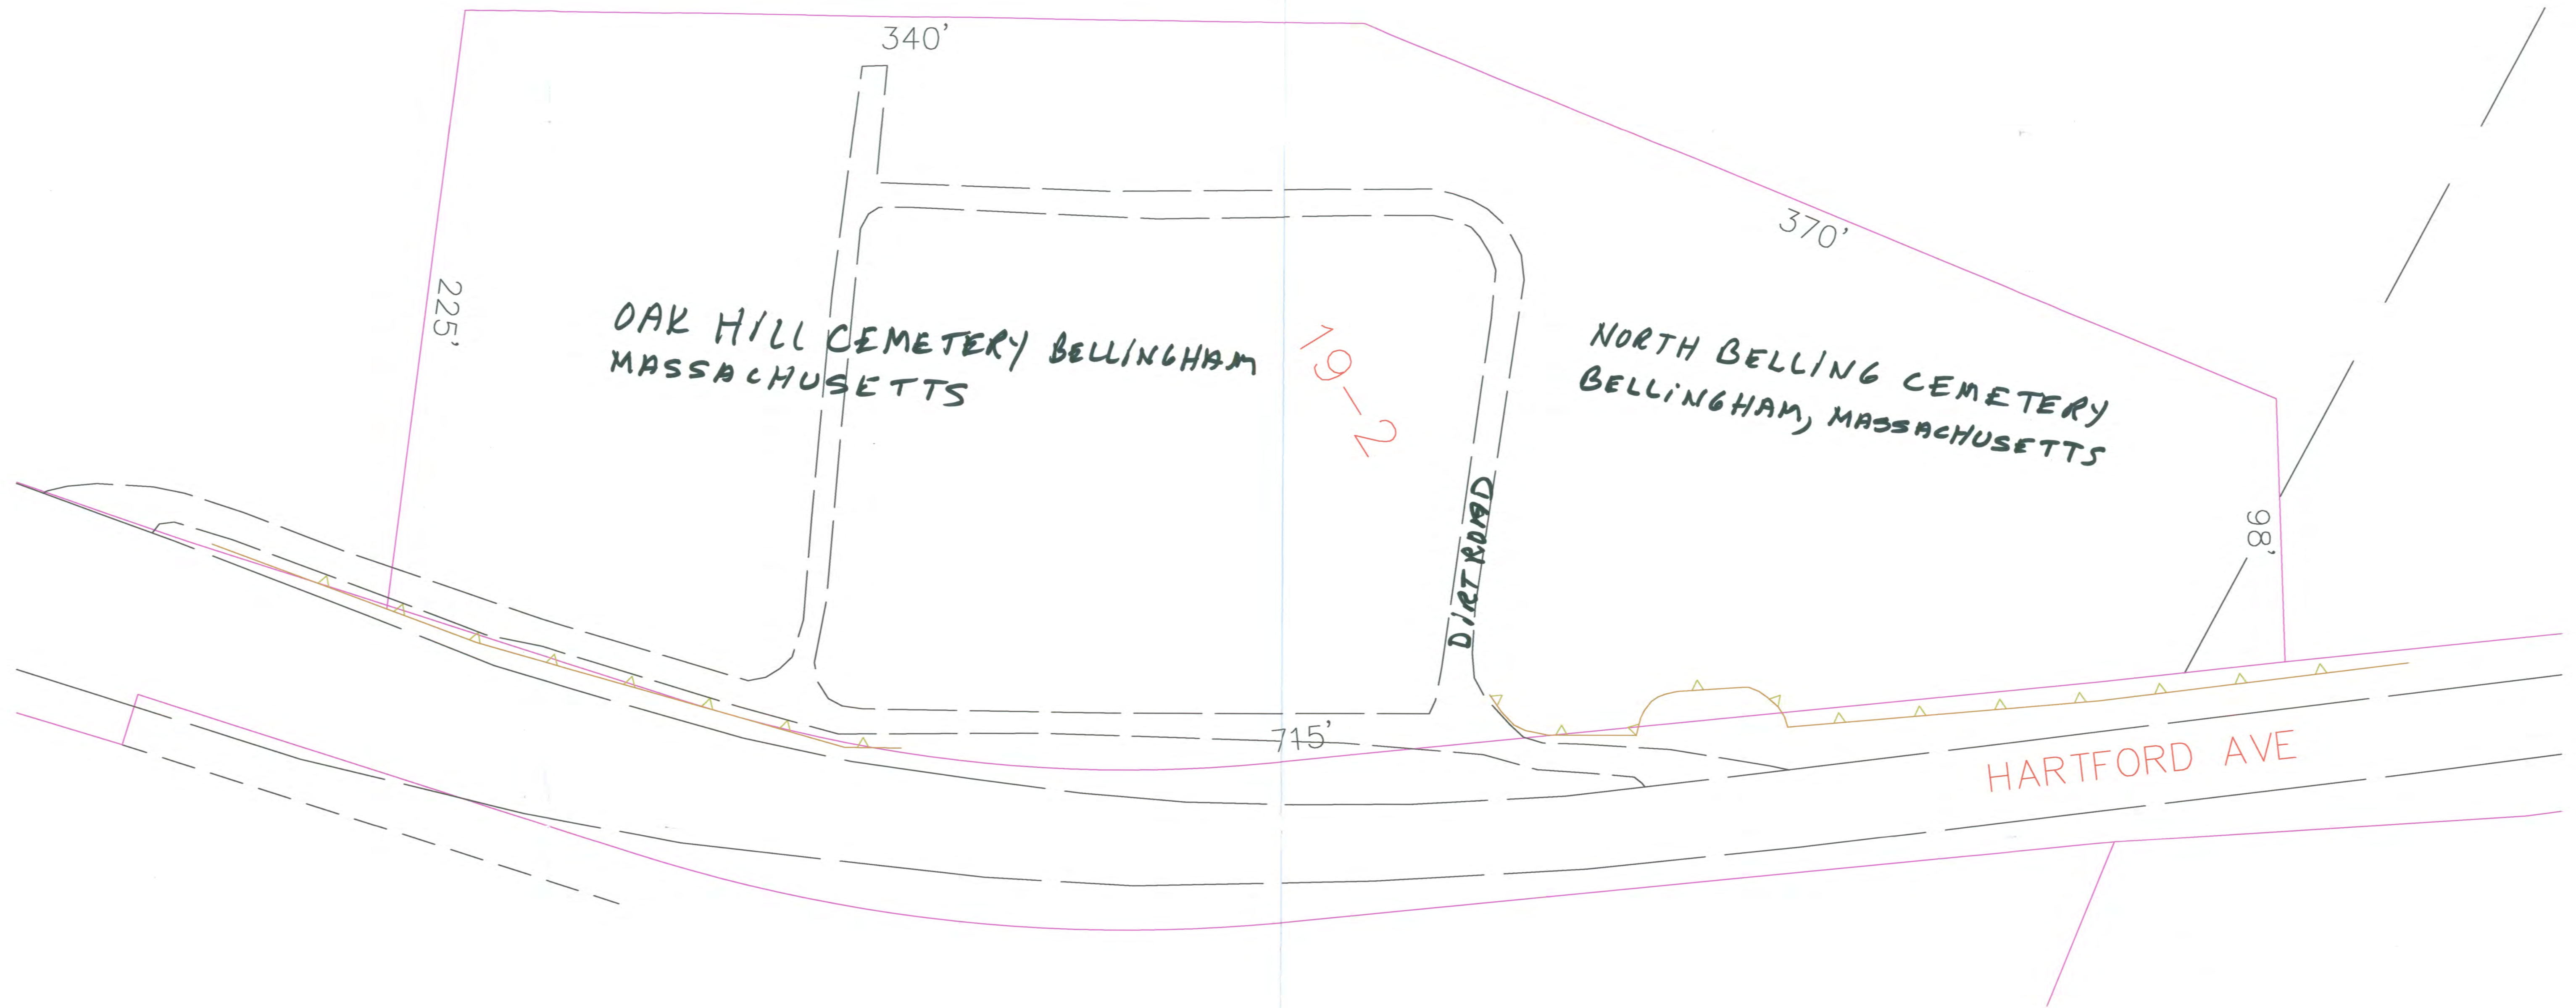 340'
370'
225'
OAK HILL CEMETERY BELLINGHAM
MASSACHUSETTS
19-2
NORTH BELLING CEMETERY
BELLINGHAM, MASSACHUSETTS
DIRT ROAD
98'
715'
HARTFORD AVE